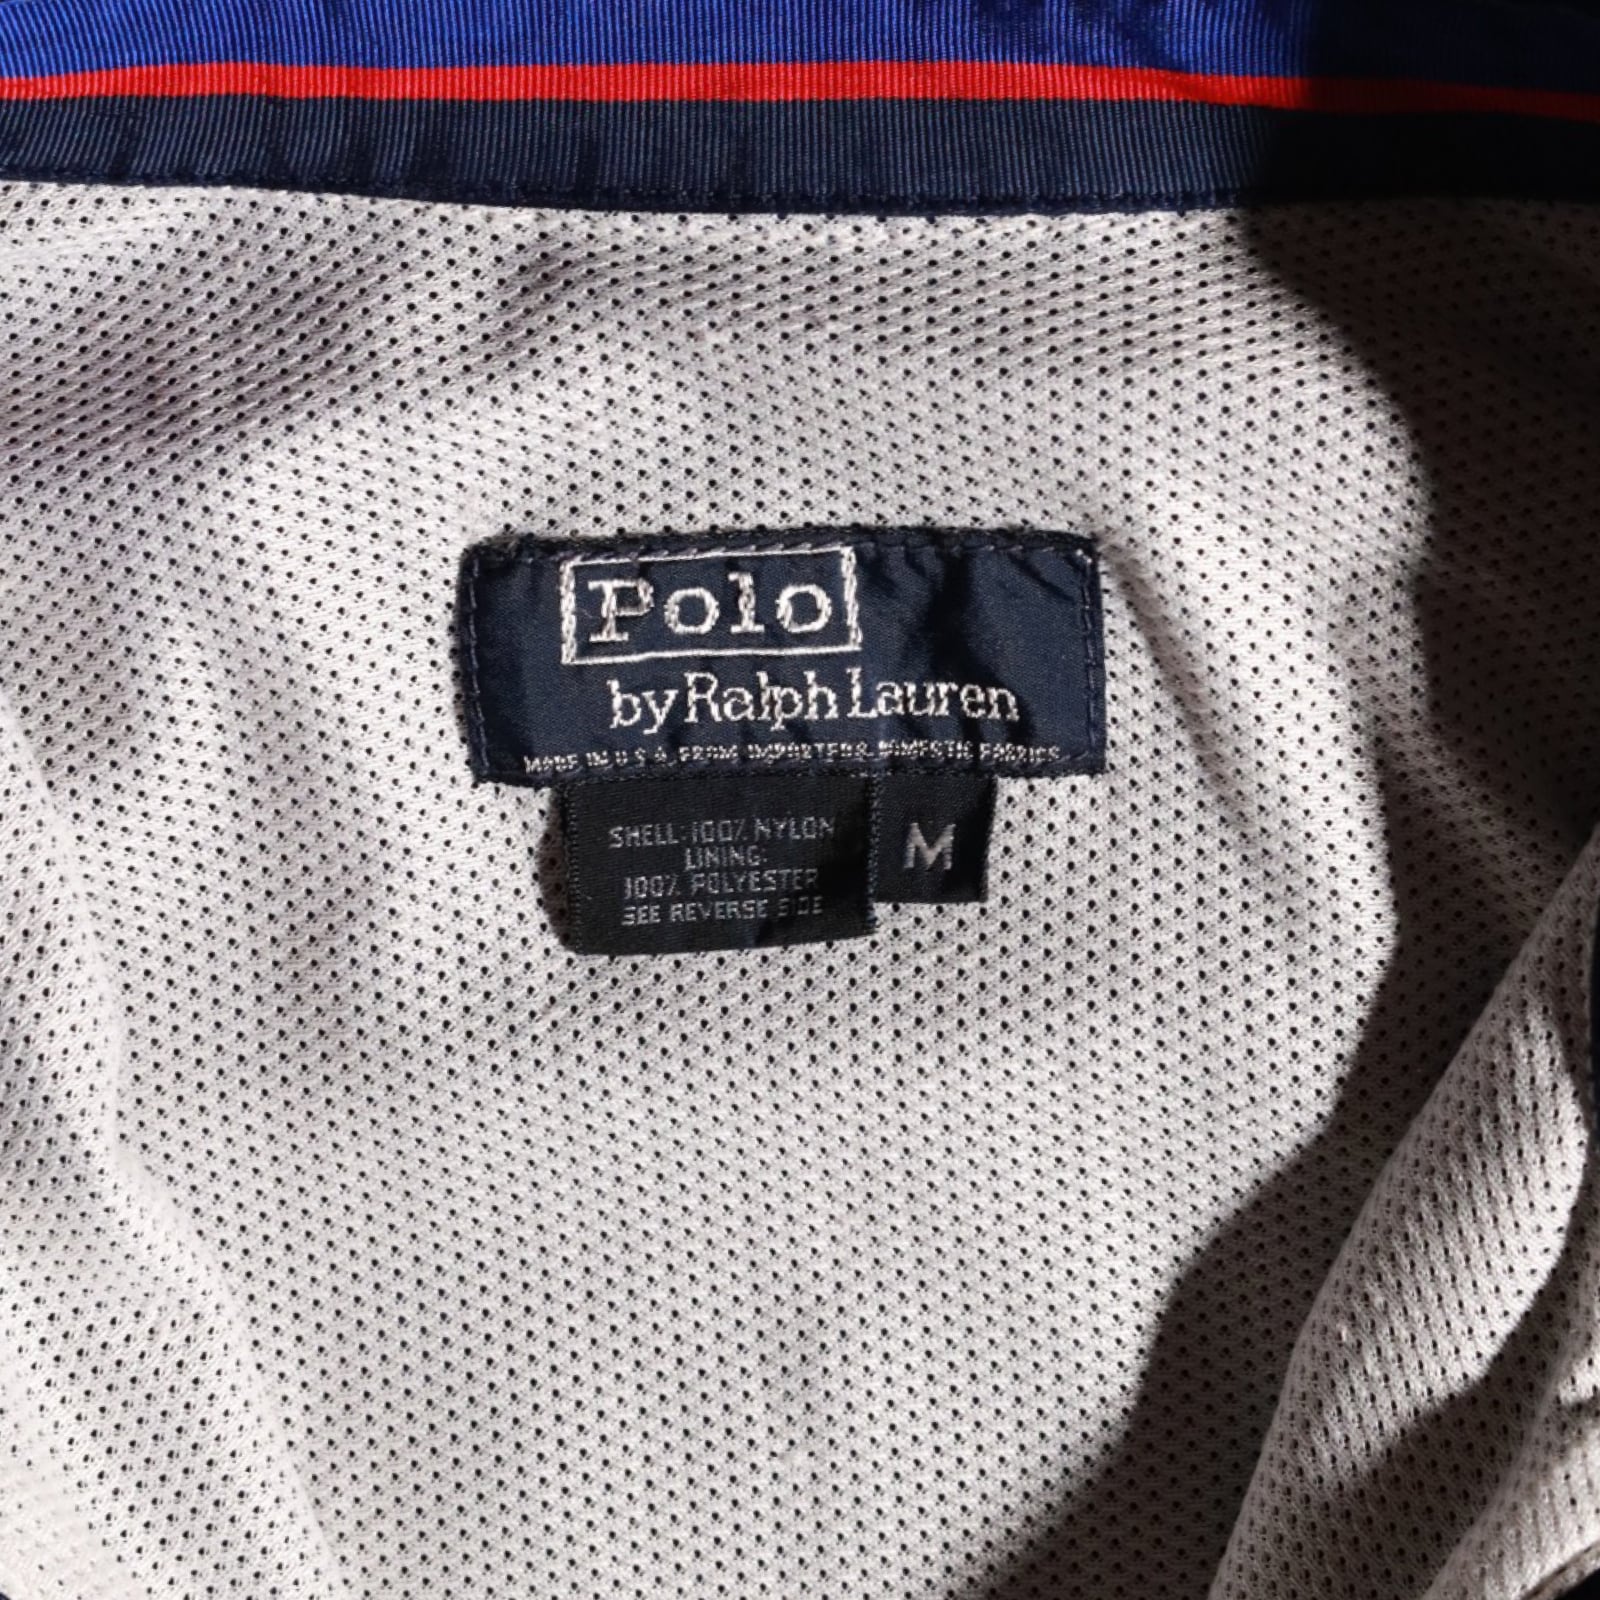 Polo
by Ralph Lauren
MADE IN U S A FROM IMPORTED & DOMESTIC FABRICS
SHELL: 100% NYLON
LINING:
100% POLYESTER
SEE REVERSE SIDE
M